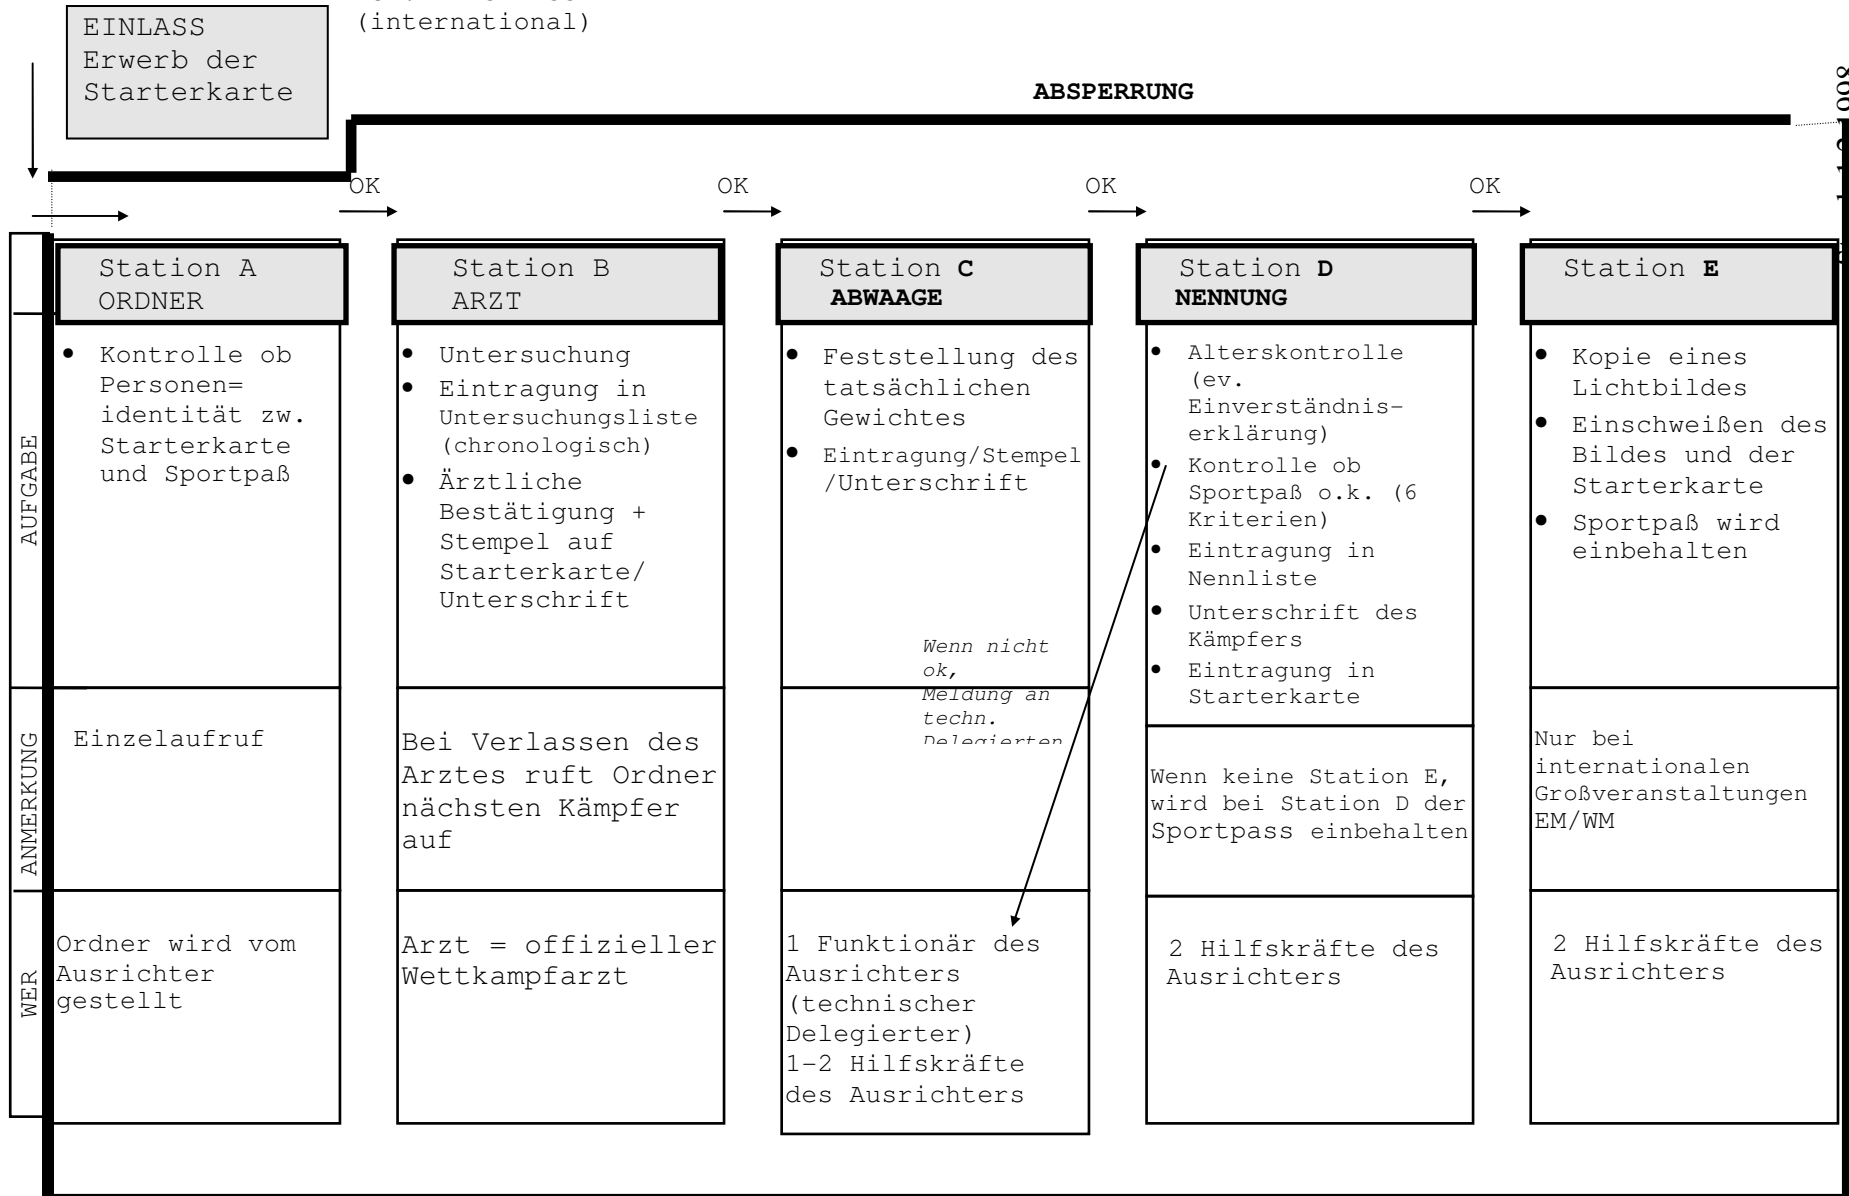 (international)
EINLASS
Erwerb der
Starterkarte
ABSPERRUNG
OK
OK
OK
OK
Station A
ORDNER
Station B
ARZT
Station C
ABWAAGE
Station D
NENNUNG
Station E
AUFGABE
• Kontrolle ob
Personen=
identität zw.
Starterkarte
und Sportpaß
• Untersuchung
• Eintragung in
Untersuchungsliste
(chronologisch)
• Ärztliche
Bestätigung +
Stempel auf
Starterkarte/
Unterschrift
• Feststellung des
tatsächlichen
Gewichtes
• Eintragung/Stempel
/Unterschrift
Wenn nicht
ok,
Meldung an
techn.
Delegierten
• Alterskontrolle
(ev.
Einverständnis-
erklärung)
• Kontrolle ob
Sportpaß o.k. (6
Kriterien)
• Eintragung in
Nennliste
• Unterschrift des
Kämpfers
• Eintragung in
Starterkarte
• Kopie eines
Lichtbildes
• Einschweißen des
Bildes und der
Starterkarte
• Sportpaß wird
einbehalten
ANMERKUNG
Einzelaufruf
Bei Verlassen des
Arztes ruft Ordner
nächsten Kämpfer
auf
Wenn keine Station E,
wird bei Station D der
Sportpass einbehalten
Nur bei
internationalen
Großveranstaltungen
EM/WM
WER
Ordner wird vom
Ausrichter
gestellt
Arzt = offizieller
Wettkampfarzt
1 Funktionär des
Ausrichters
(technischer
Delegierter)
1-2 Hilfskräfte
des Ausrichters
2 Hilfskräfte des
Ausrichters
2 Hilfskräfte des
Ausrichters